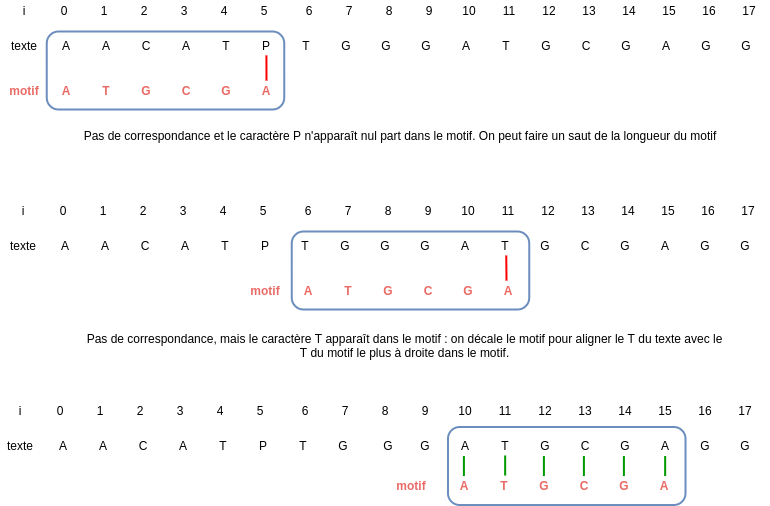 i 0 1 2 3 4 5 6 7 8 9 10 11 12 13 14 15 16 17
texte A A C A T P T G G G A T G C G A G G
motif A T G C G A
Pas de correspondance et le caractère P n'apparaît nul part dans le motif. On peut faire un saut de la longueur du motif
i 0 1 2 3 4 5 6 7 8 9 10 11 12 13 14 15 16 17
texte A A C A T P T G G G A T G C G A G G
motif A T G C G A
Pas de correspondance, mais le caractère T apparaît dans le motif : on décale le motif pour aligner le T du texte avec le
T du motif le plus à droite dans le motif.
i 0 1 2 3 4 5 6 7 8 9 10 11 12 13 14 15 16 17
texte A A C A T P T G G G A T G C G A G G
motif A T G C G A